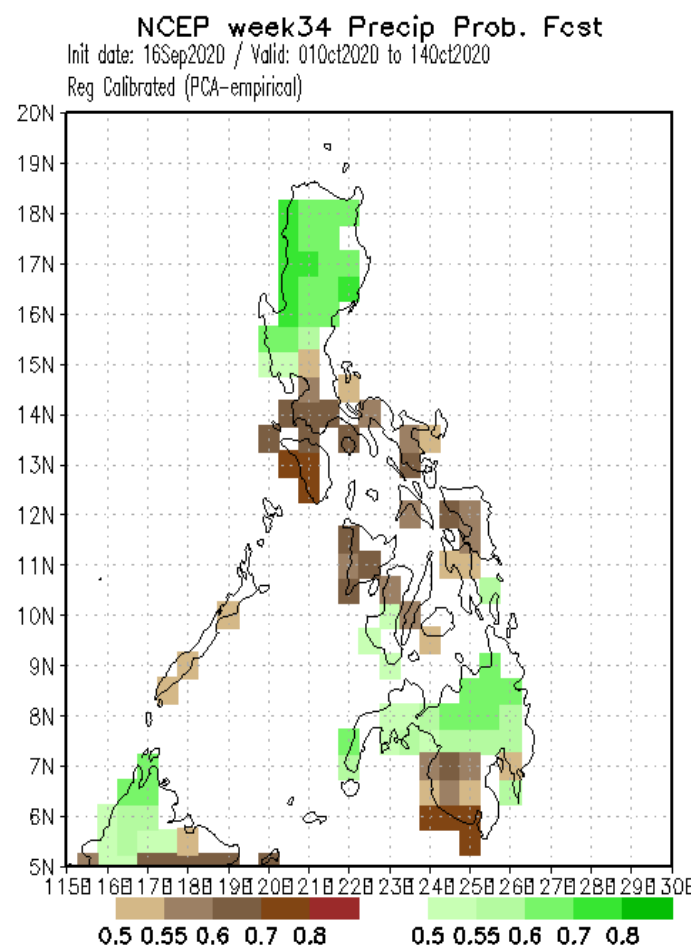 NCEP week34 Precip Prob. Fcst
Init date: 16Sep2020 / Valid: 01Oct2020 to 14Oct2020
Reg Calibrated (PCA-empirical)
20N
19N
18N
17N
16N
15N
14N
13N
12N
11N
10N
9N
8N
7N
6N
5N
115E 116E 117E 118E 119E 120E 121E 122E 123E 124E 125E 126E 127E 128E 129E 130E
0.5 0.55 0.6 0.7 0.8 0.5 0.55 0.6 0.7 0.8